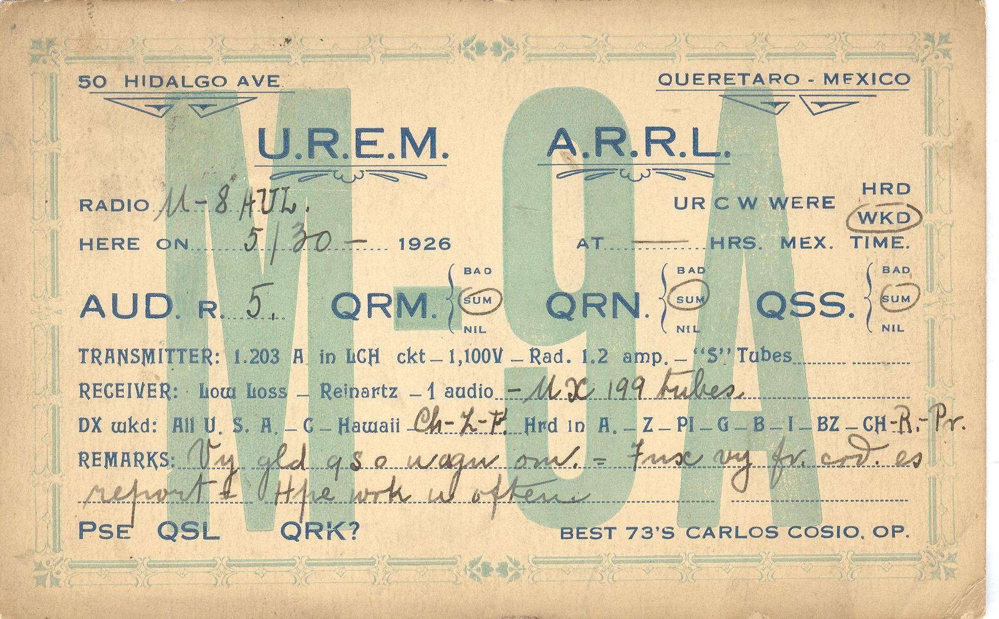 50 HIDALGO AVE. QUERETARO - MEXICO
U.R.E.M. A.R.R.L.
M-9A
RADIO U-8 AUL. UR C W WERE HRD
WKD
HERE ON 5/30 - 1926 AT — HRS. MEX. TIME.
BAD BAD BAD
AUD. R. 5. QRM. SUM QRN. SUM QSS. SUM
NIL NIL NIL
TRANSMITTER: 1.203 A in LCH ckt - 1,100V - Rad. 1.2 amp. - "S" Tubes
RECEIVER: Low Loss - Reinartz - 1 audio - UX 199 tubes.
DX wkd: All U. S. A. - C - Hawaii - Ch- Z- Hrd in A. - Z - PI - G - B - I - BZ - CH -R.-Pr.
REMARKS: Vy gld qso u agn om. = Tnx vy fr. crd. es
report = Hpe wrk u often.
PSE QSL QRK? BEST 73'S CARLOS COSIO, OP.